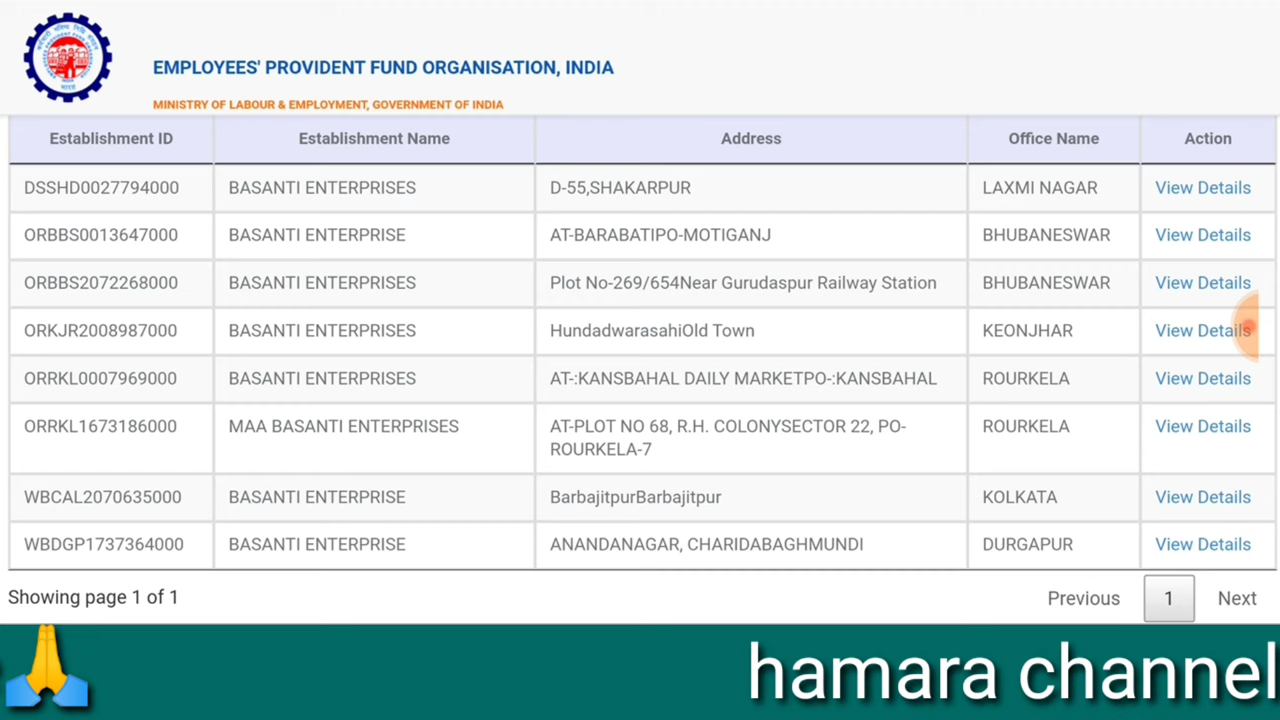 EMPLOYEES' PROVIDENT FUND ORGANISATION, INDIA
MINISTRY OF LABOUR & EMPLOYMENT, GOVERNMENT OF INDIA
Establishment ID Establishment Name Address Office Name Action
DSSHD0027794000 BASANTI ENTERPRISES D-55,SHAKARPUR LAXMI NAGAR View Details
ORBBS0013647000 BASANTI ENTERPRISE AT-BARABATIPO-MOTIGANJ BHUBANESWAR View Details
ORBBS2072268000 BASANTI ENTERPRISES Plot No-269/654Near Gurudaspur Railway Station BHUBANESWAR View Details
ORKJR2008987000 BASANTI ENTERPRISES HundadwarasahiOld Town KEONJHAR View Details
ORRKL0007969000 BASANTI ENTERPRISES AT-:KANSBAHAL DAILY MARKETPO-:KANSBAHAL ROURKELA View Details
ORRKL1673186000 MAA BASANTI ENTERPRISES AT-PLOT NO 68, R.H. COLONYSECTOR 22, PO- ROURKELA View Details
ROURKELA-7
WBCAL2070635000 BASANTI ENTERPRISE BarbajitpurBarbajitpur KOLKATA View Details
WBDGP1737364000 BASANTI ENTERPRISE ANANDANAGAR, CHARIDABAGHMUNDI DURGAPUR View Details
Showing page 1 of 1 Previous 1 Next
hamara channel